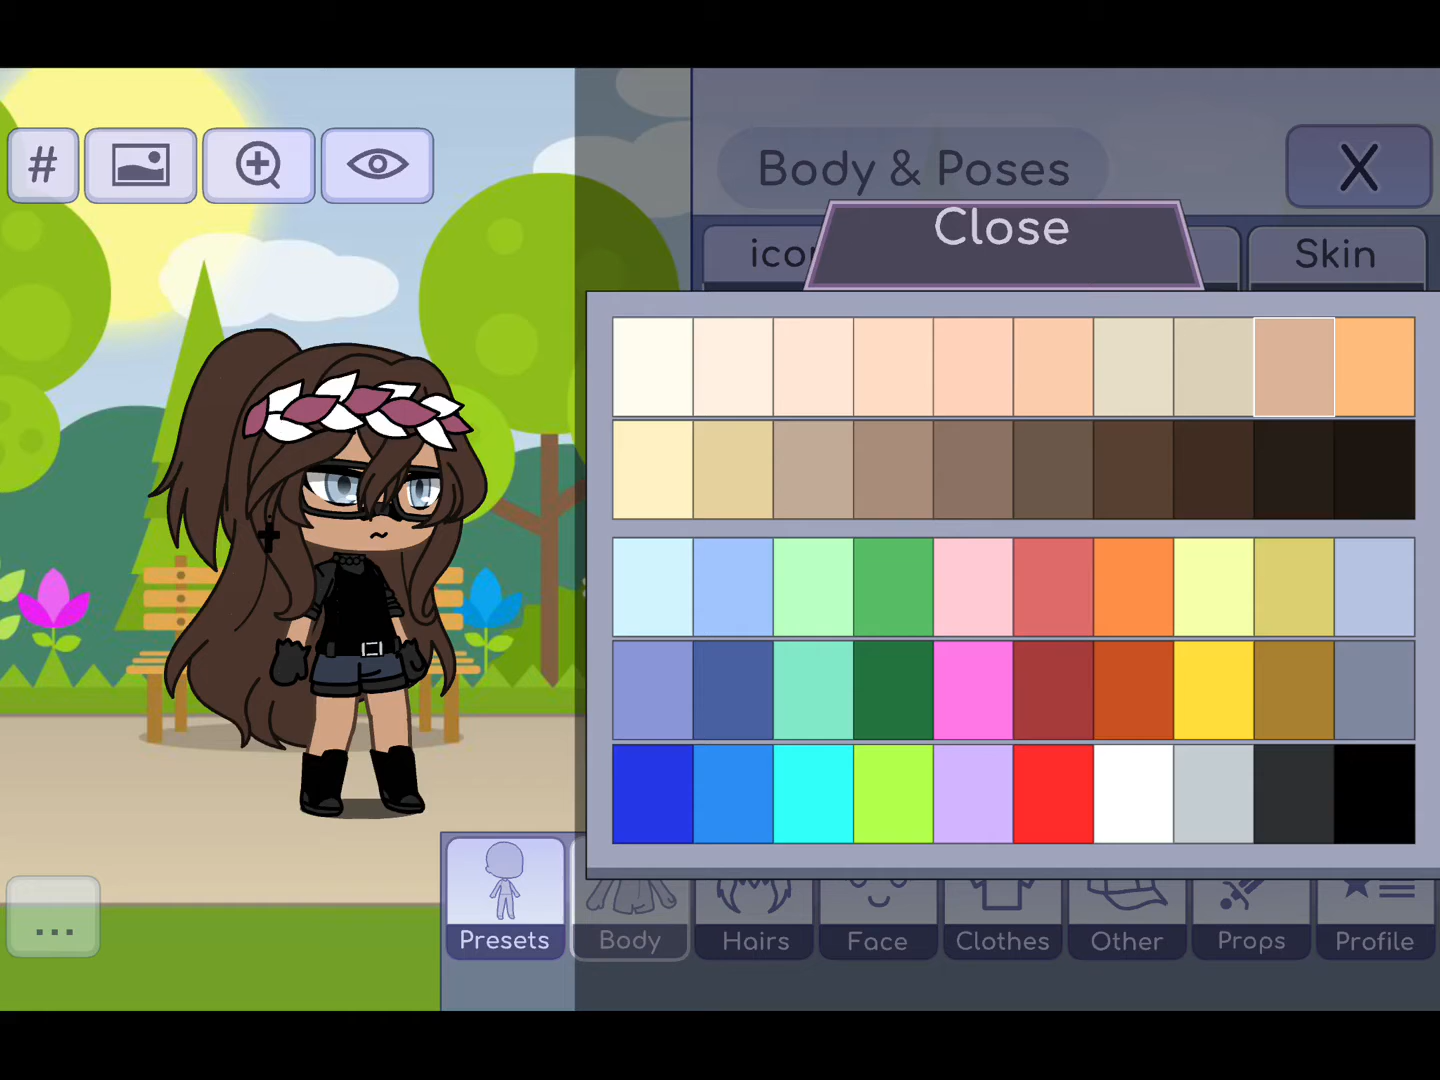 #
Body & Poses
X
Close
Skin
...
Presets
Body
Hairs
Face
Clothes
Other
Props
Profile